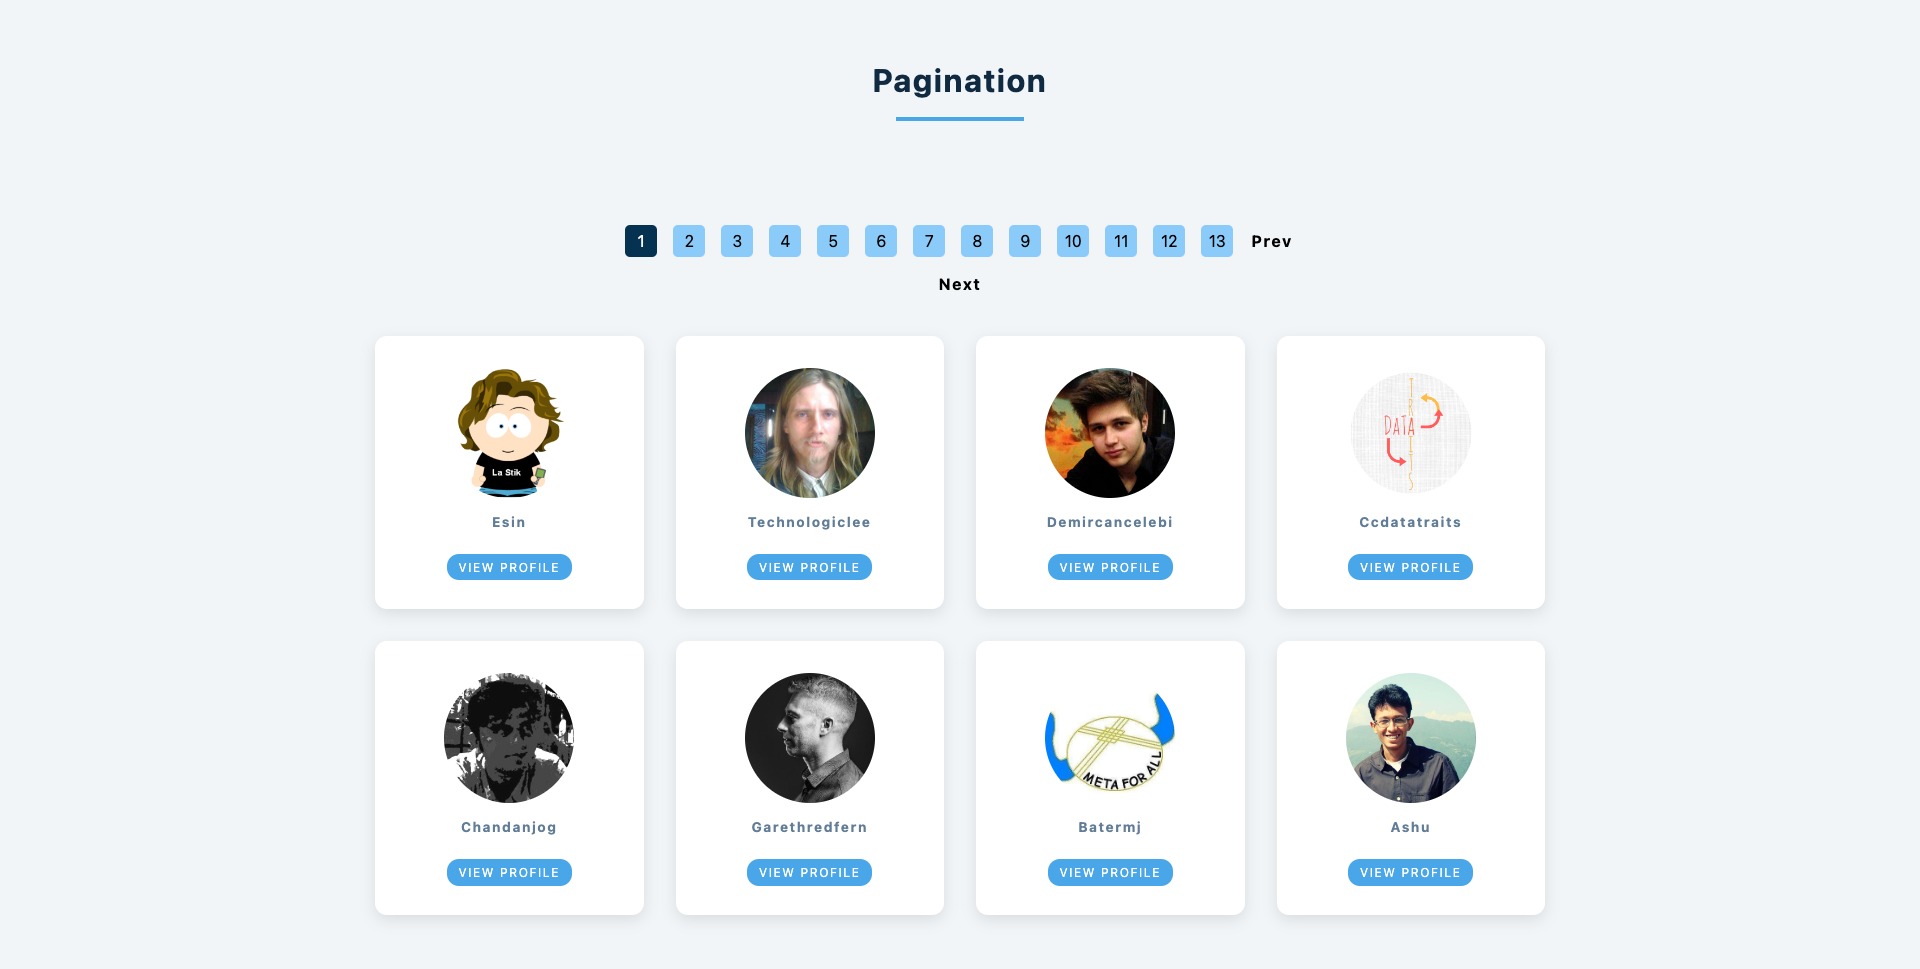 Pagination
1 2 3 4 5 6 7 8 9 10 11 12 13 Prev
Next
La Stik
DATA
TRAITS
Esin Technologiclee Demircancelebi Ccdatatraits
VIEW PROFILE VIEW PROFILE VIEW PROFILE VIEW PROFILE
META FOR ALL
Chandanjog Garethredfern Batermj Ashu
VIEW PROFILE VIEW PROFILE VIEW PROFILE VIEW PROFILE